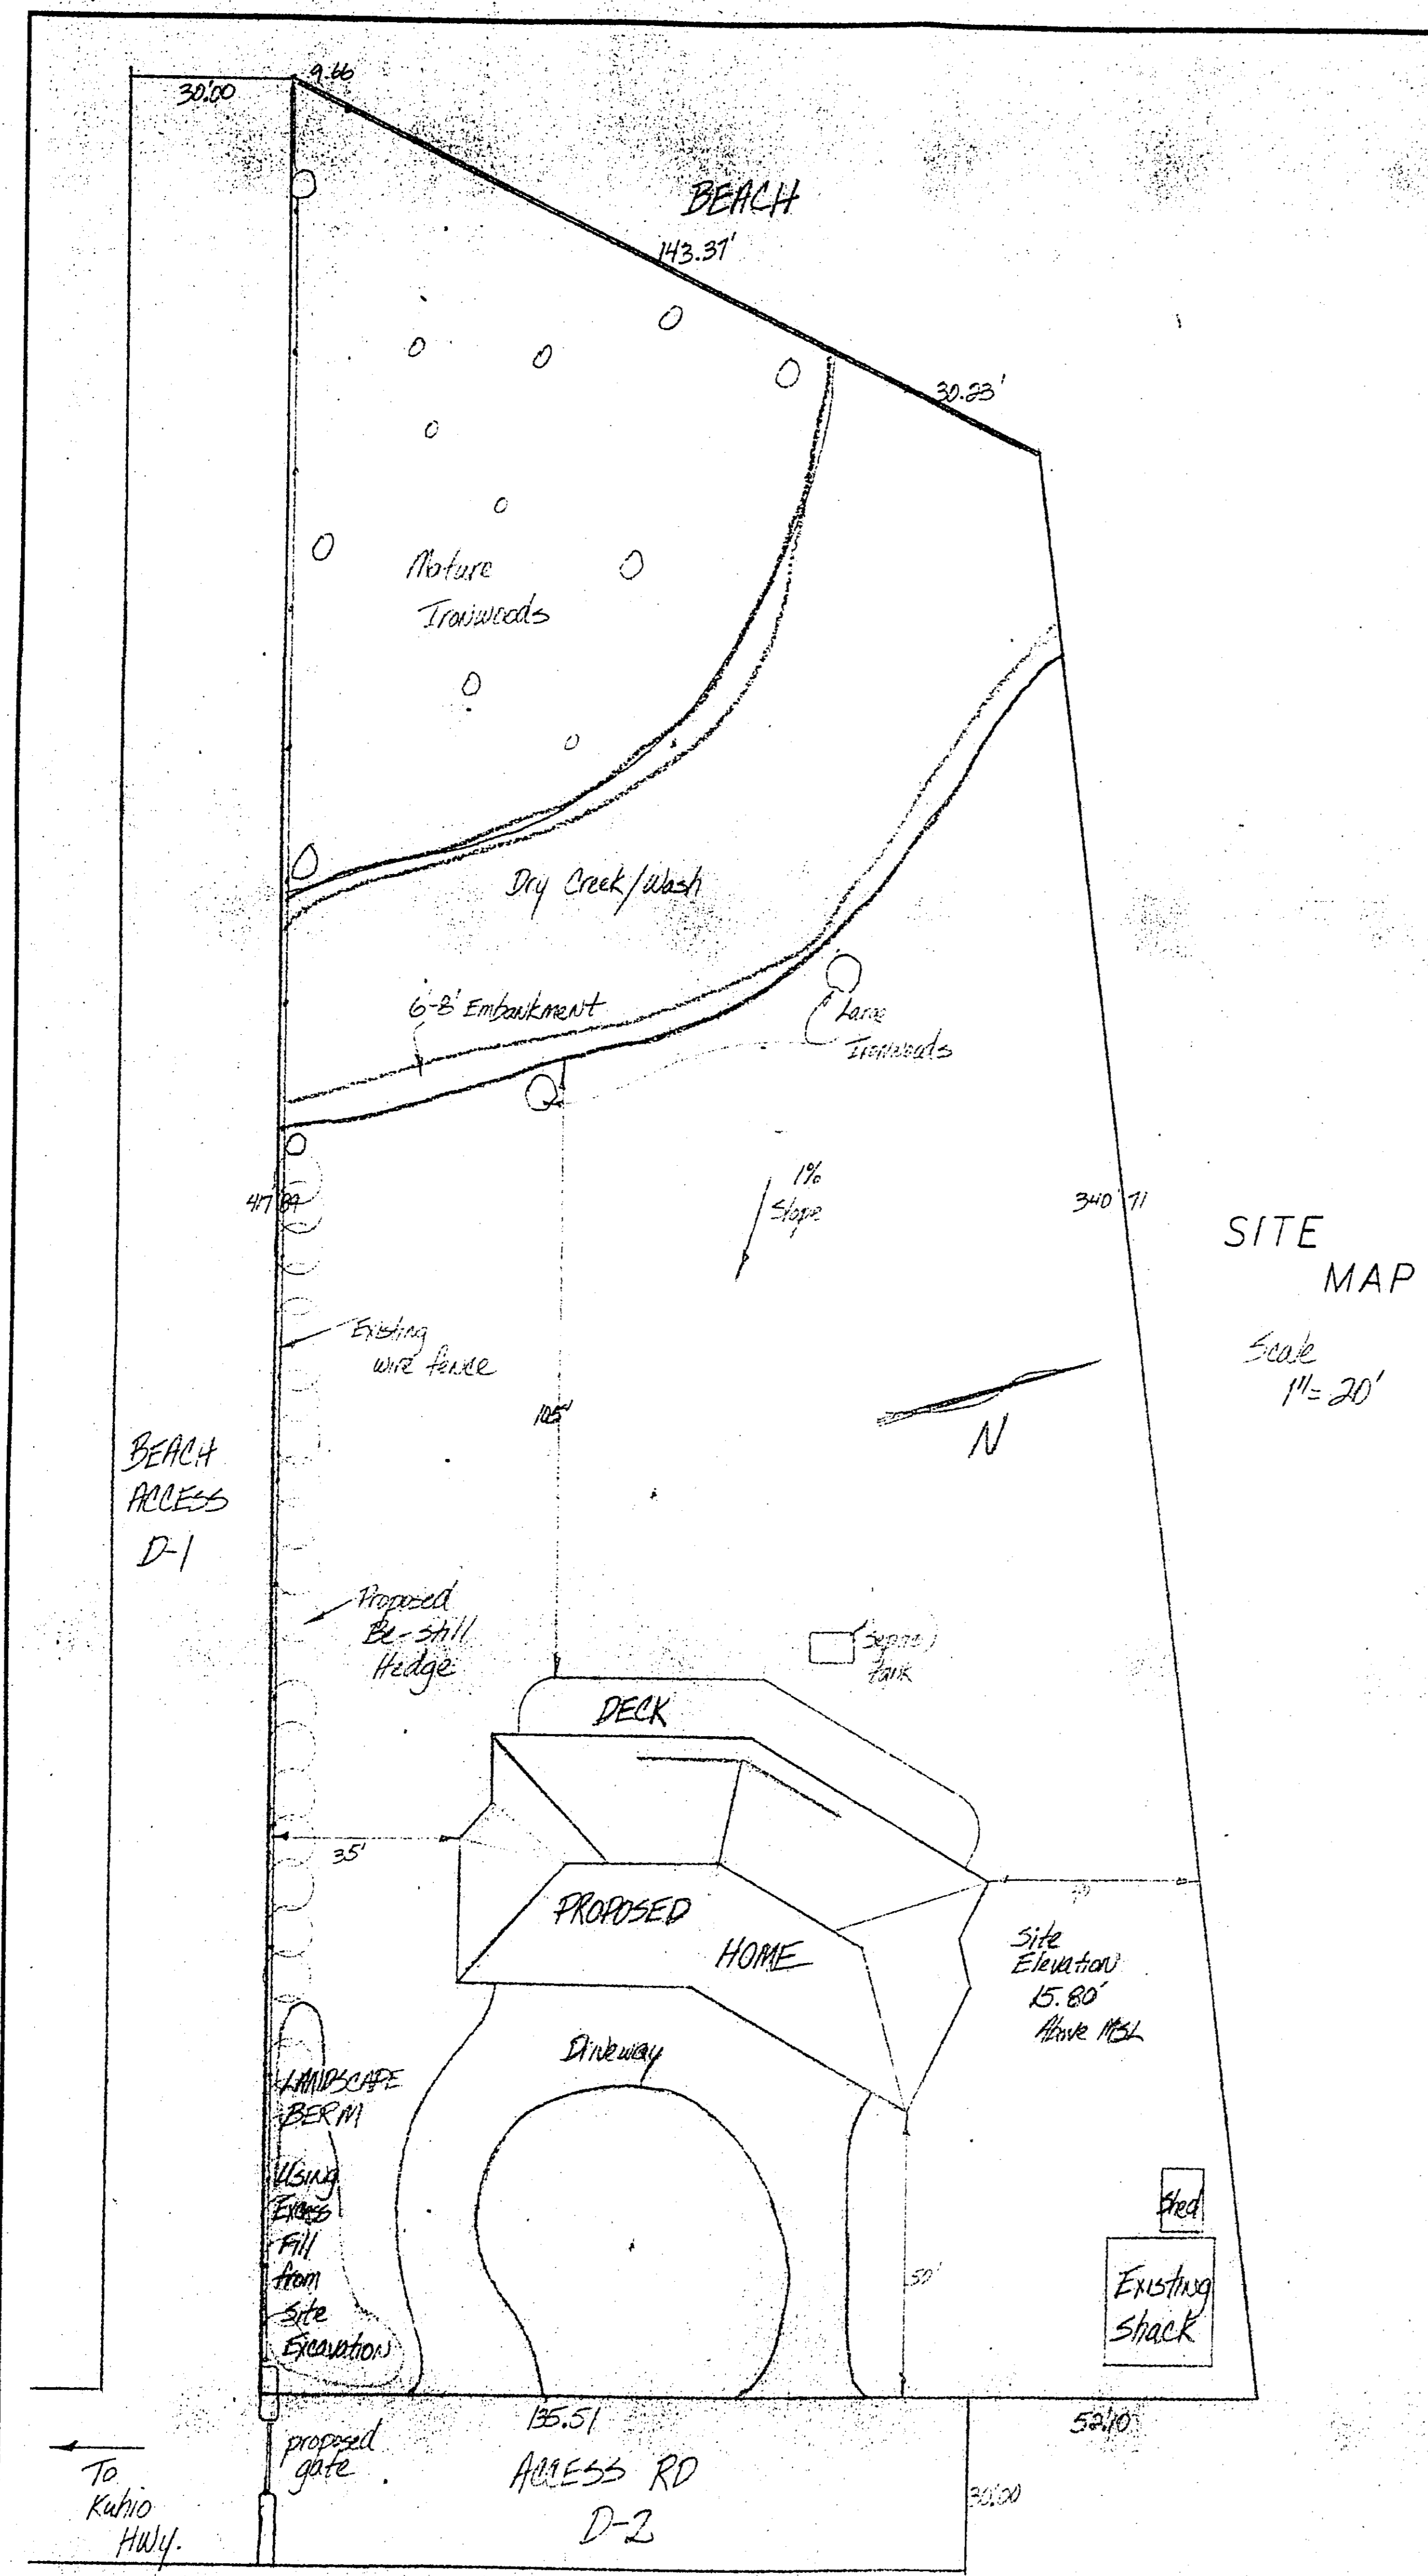 30.00
9.66
BEACH
143.37'
30.23'
Mature
Ironwoods
Dry Creek/Wash
6-8' Embankment
Large
Ironwoods
1%
Slope
417.89
340.71
SITE
MAP
Scale
1"=20'
Existing
wire fence
105'
N
BEACH
ACCESS
D-1
Proposed
Be-still
Hedge
Septic
tank
DECK
35'
PROPOSED
HOME
Site
Elevation
15.80'
Above MSL
Driveway
LANDSCAPE
BERM
Using
Excess
Fill
from
Site
Excavation
50'
Shed
Existing
Shack
135.51
52.10
proposed
gate
ACCESS RD
D-2
30.00
To
Kuhio
HWY.